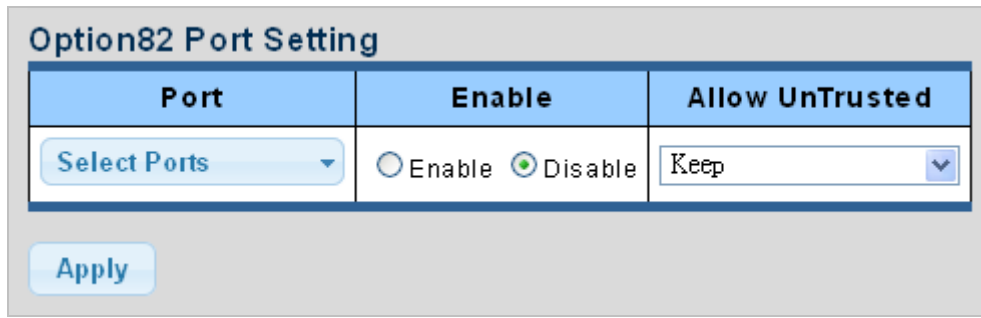 Option82 Port Setting
Port Enable Allow UnTrusted
Select Ports Enable Disable Keep
Apply